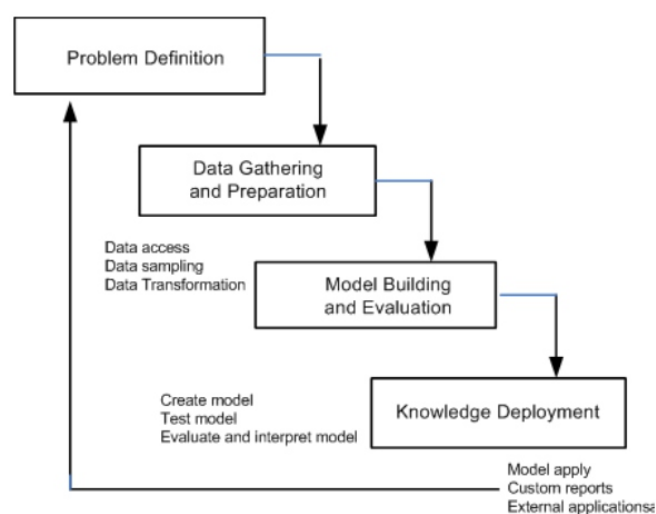 Problem Definition
Data Gathering
and Preparation
Data access
Data sampling
Data Transformation
Model Building
and Evaluation
Create model
Test model
Evaluate and interpret model
Knowledge Deployment
Model apply
Custom reports
External applicationsa